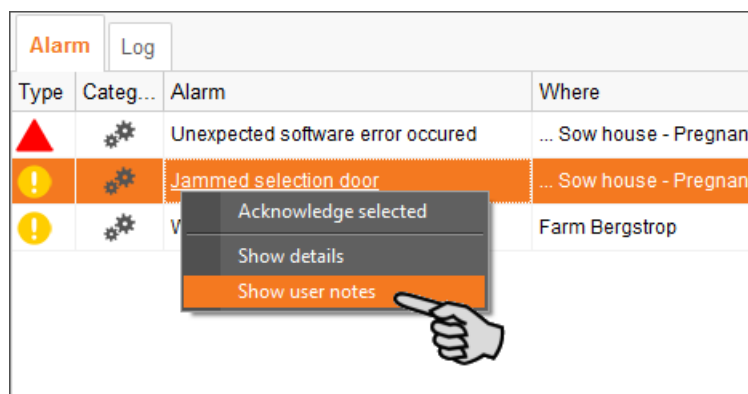 Alarm Log
Type Categ... Alarm Where
Unexpected software error occured ... Sow house - Pregnan
! Jammed selection door ... Sow house - Pregnan
! Farm Bergstrop
Acknowledge selected
Show details
Show user notes